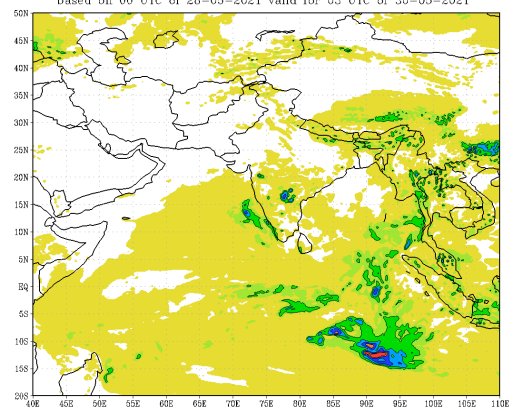 Based on 00 UTC of 28-05-2021 valid for 03 UTC of 30-05-2021
50N
45N
40N
35N
30N
25N
20N
15N
10N
5N
EQ
5S
10S
15S
20S
40E 45E 50E 55E 60E 65E 70E 75E 80E 85E 90E 95E 100E 105E 110E